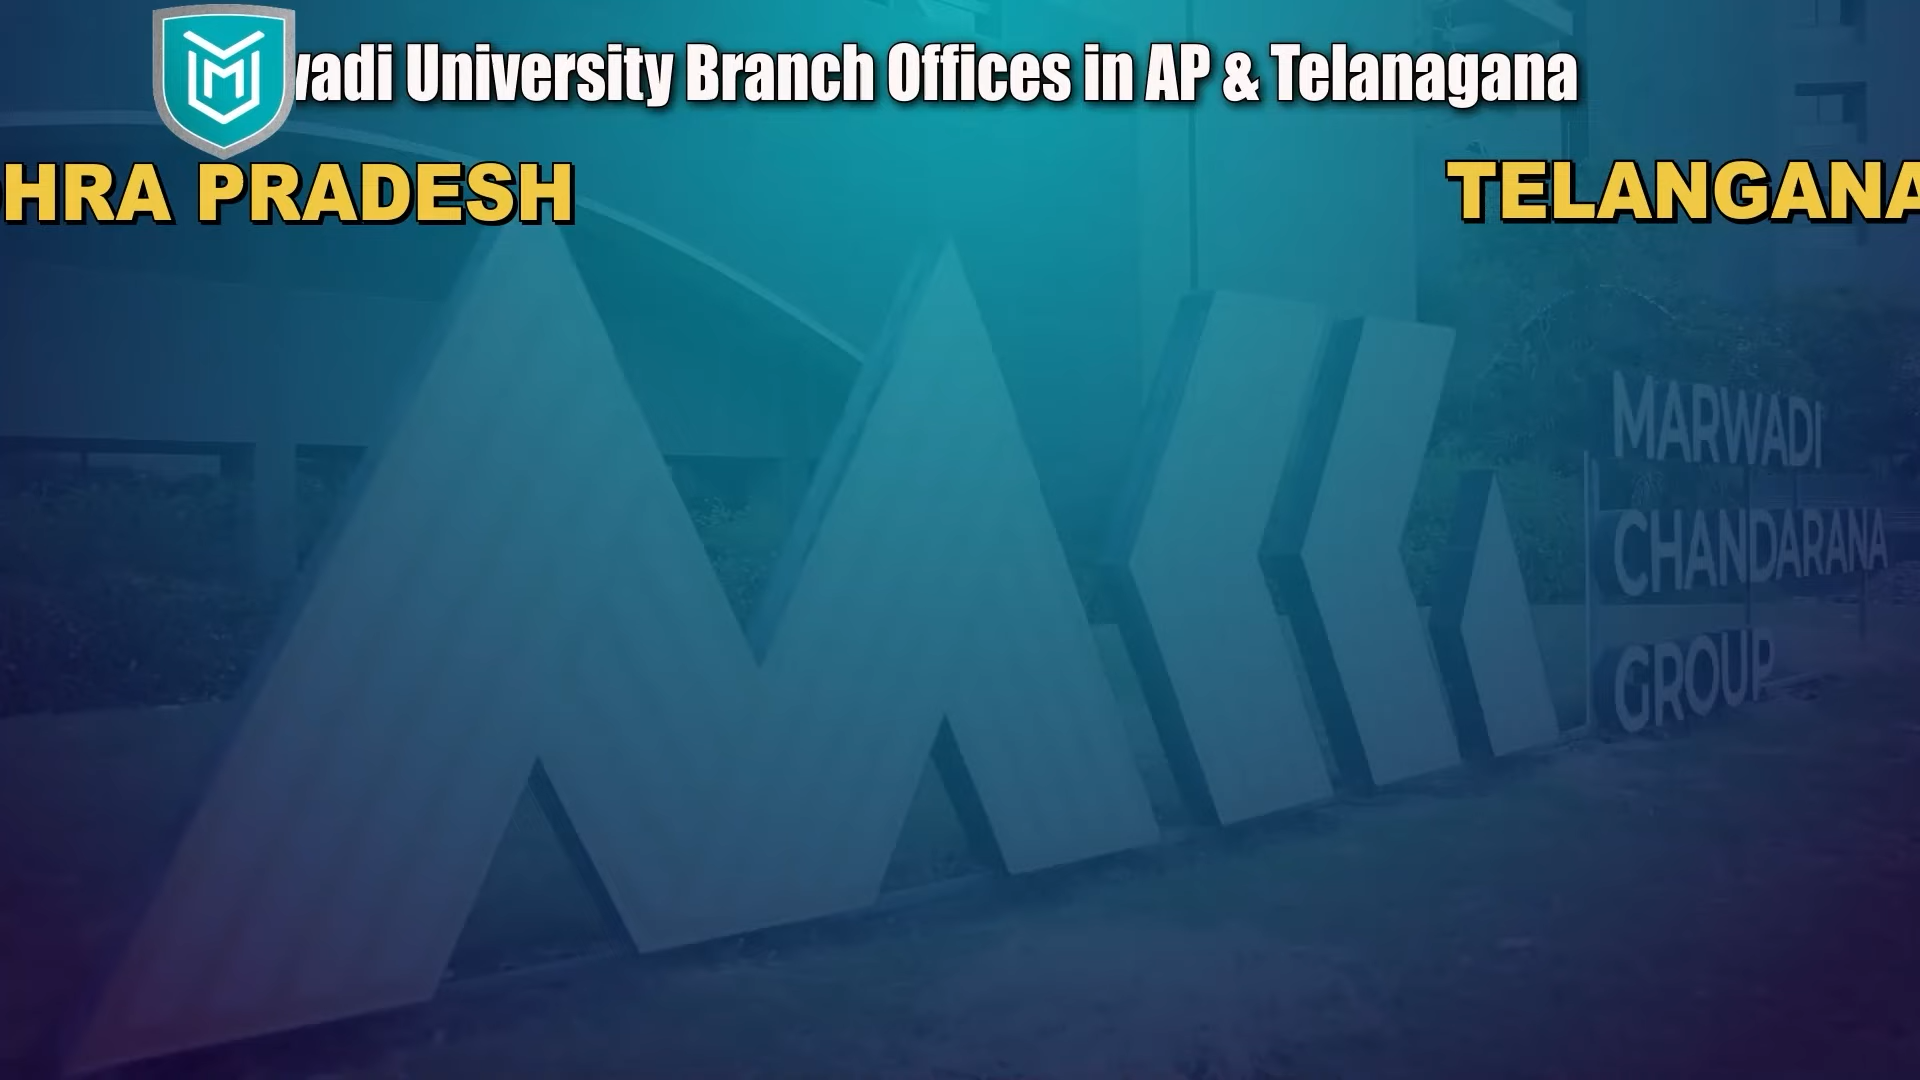 wadi University Branch Offices in AP & Telanagana
HRA PRADESH
TELANGANA
MARWADI
CHANDARANA
GROUP